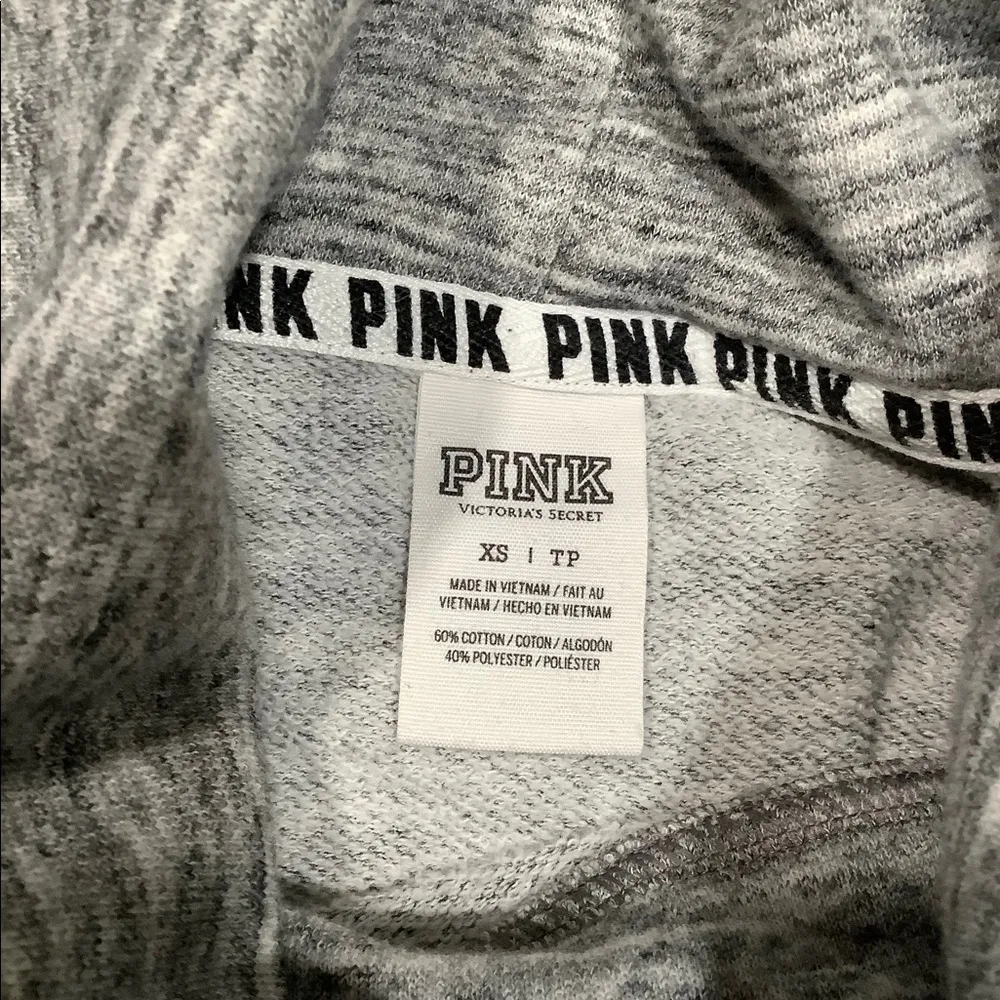 NK PINK PINK PINK PIN
PINK
VICTORIA'S SECRET
XS | TP
MADE IN VIETNAM / FAIT AU
VIETNAM / HECHO EN VIETNAM
60% COTTON / COTON / ALGODÓN
40% POLYESTER / POLIÉSTER